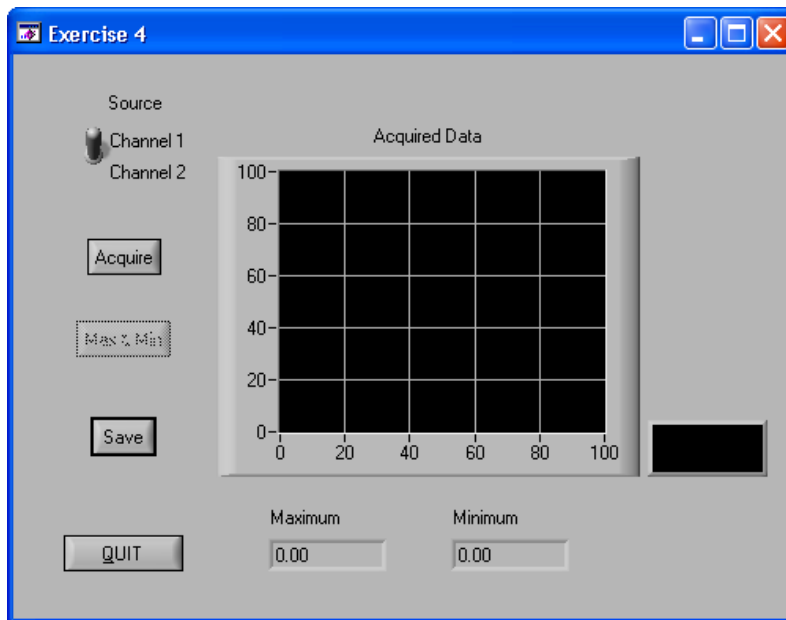 Exercise 4
Source
Channel 1
Channel 2
Acquired Data
100
80
60
40
20
0
0 20 40 60 80 100
Acquire
Max & Min
Save
QUIT
Maximum
0.00
Minimum
0.00